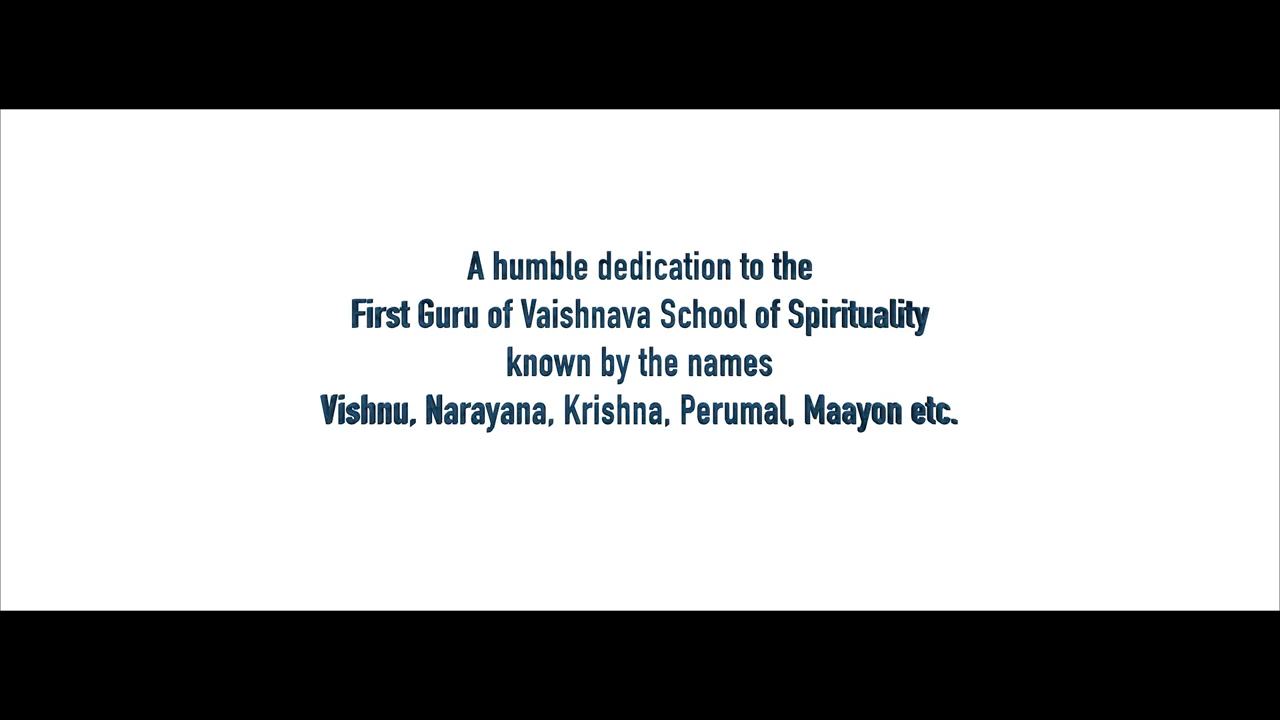 A humble dedication to the
First Guru of Vaishnava School of Spirituality
known by the names
Vishnu, Narayana, Krishna, Perumal, Maayon etc.